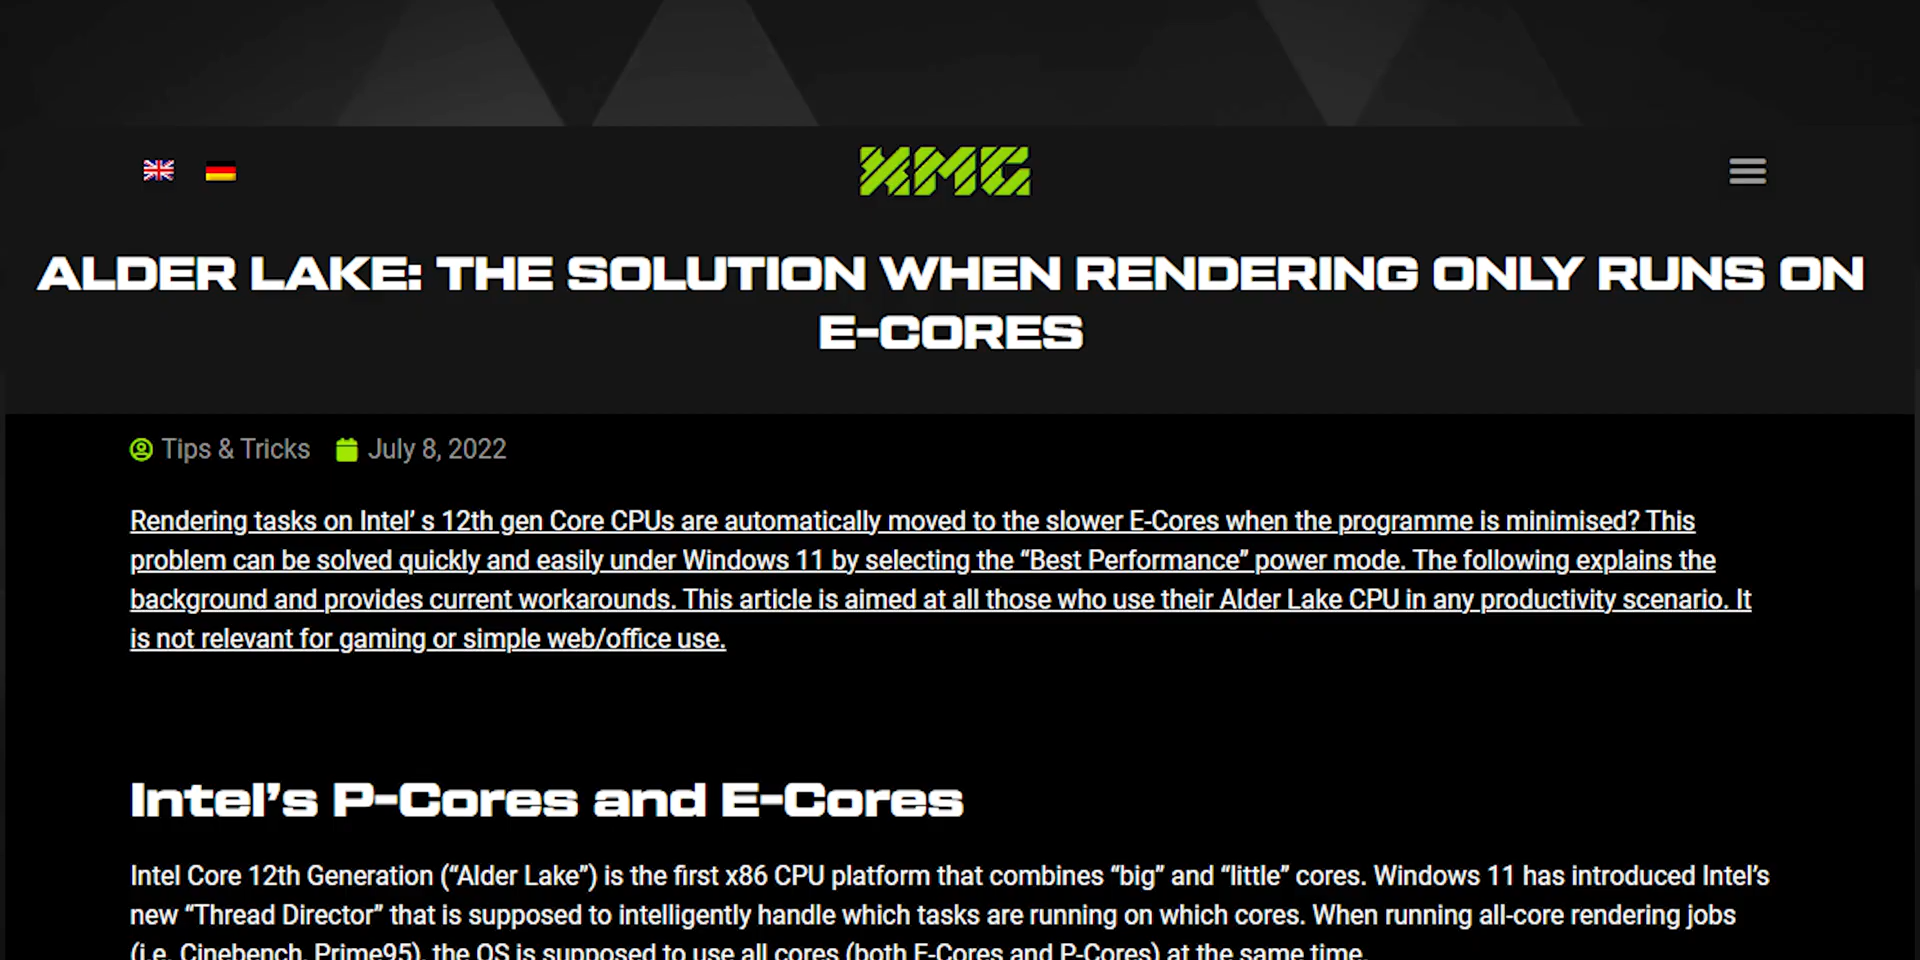 XMG
ALDER LAKE: THE SOLUTION WHEN RENDERING ONLY RUNS ON
E-CORES
Tips & Tricks July 8, 2022
Rendering tasks on Intel’ s 12th gen Core CPUs are automatically moved to the slower E-Cores when the programme is minimised? This
problem can be solved quickly and easily under Windows 11 by selecting the “Best Performance” power mode. The following explains the
background and provides current workarounds. This article is aimed at all those who use their Alder Lake CPU in any productivity scenario. It
is not relevant for gaming or simple web/office use.
Intel’s P-Cores and E-Cores
Intel Core 12th Generation (“Alder Lake”) is the first x86 CPU platform that combines “big” and “little” cores. Windows 11 has introduced Intel’s
new “Thread Director” that is supposed to intelligently handle which tasks are running on which cores. When running all-core rendering jobs
(i.e. Cinebench, Prime95), the OS is supposed to use all cores (both E-Cores and P-Cores) at the same time.